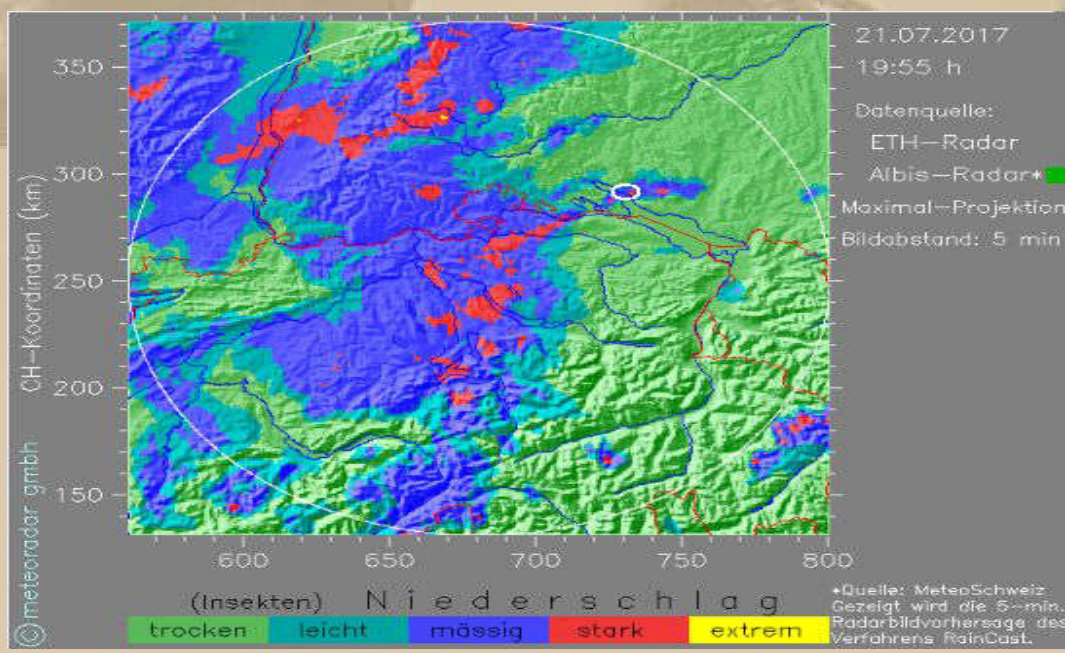 21.07.2017
19:55 h
Datenquelle:
ETH-Radar
Albis-Radar*
Maximal-Projektion
Bildabstand: 5 min
350
300
250
200
150
CH-Koordinaten (km)
©meteoradar gmbh
600
650
700
750
800
(Insekten) Niederschlag
trocken leicht mässig stark extrem
*Quelle: MeteoSchweiz
Gezeigt wird die 5-min.
Radarbildvorhersage des
Verfahrens RainCast.